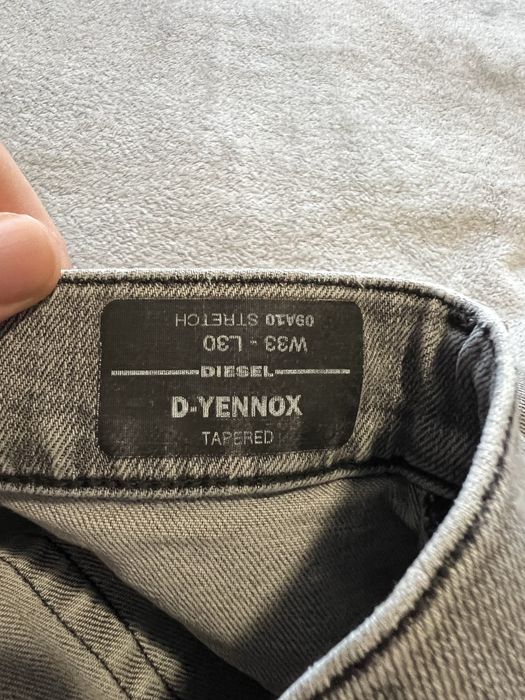 09A10 STRETCH
W33 - L30
DIESEL
D-YENNOX
TAPERED